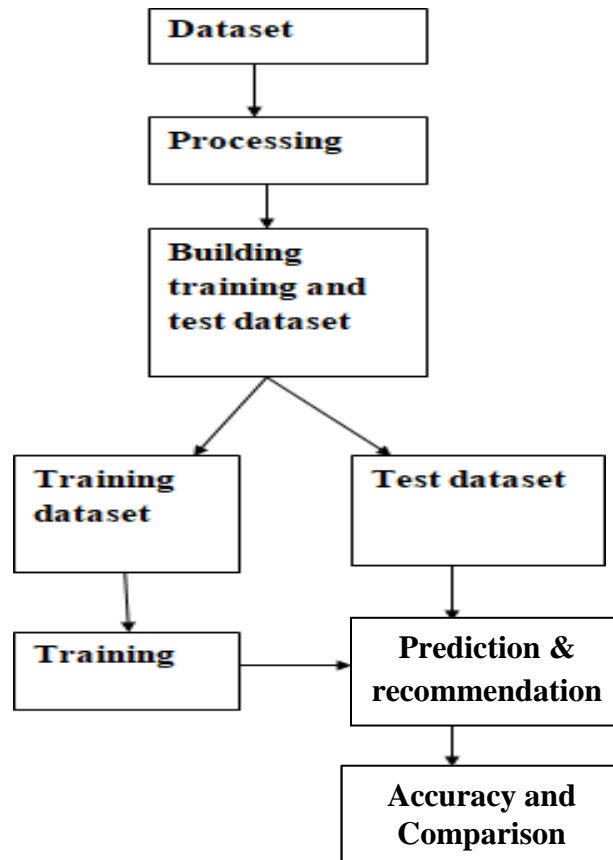 Dataset
Processing
Building
training and
test dataset
Training
dataset
Test dataset
Training
Prediction &
recommendation
Accuracy and
Comparison